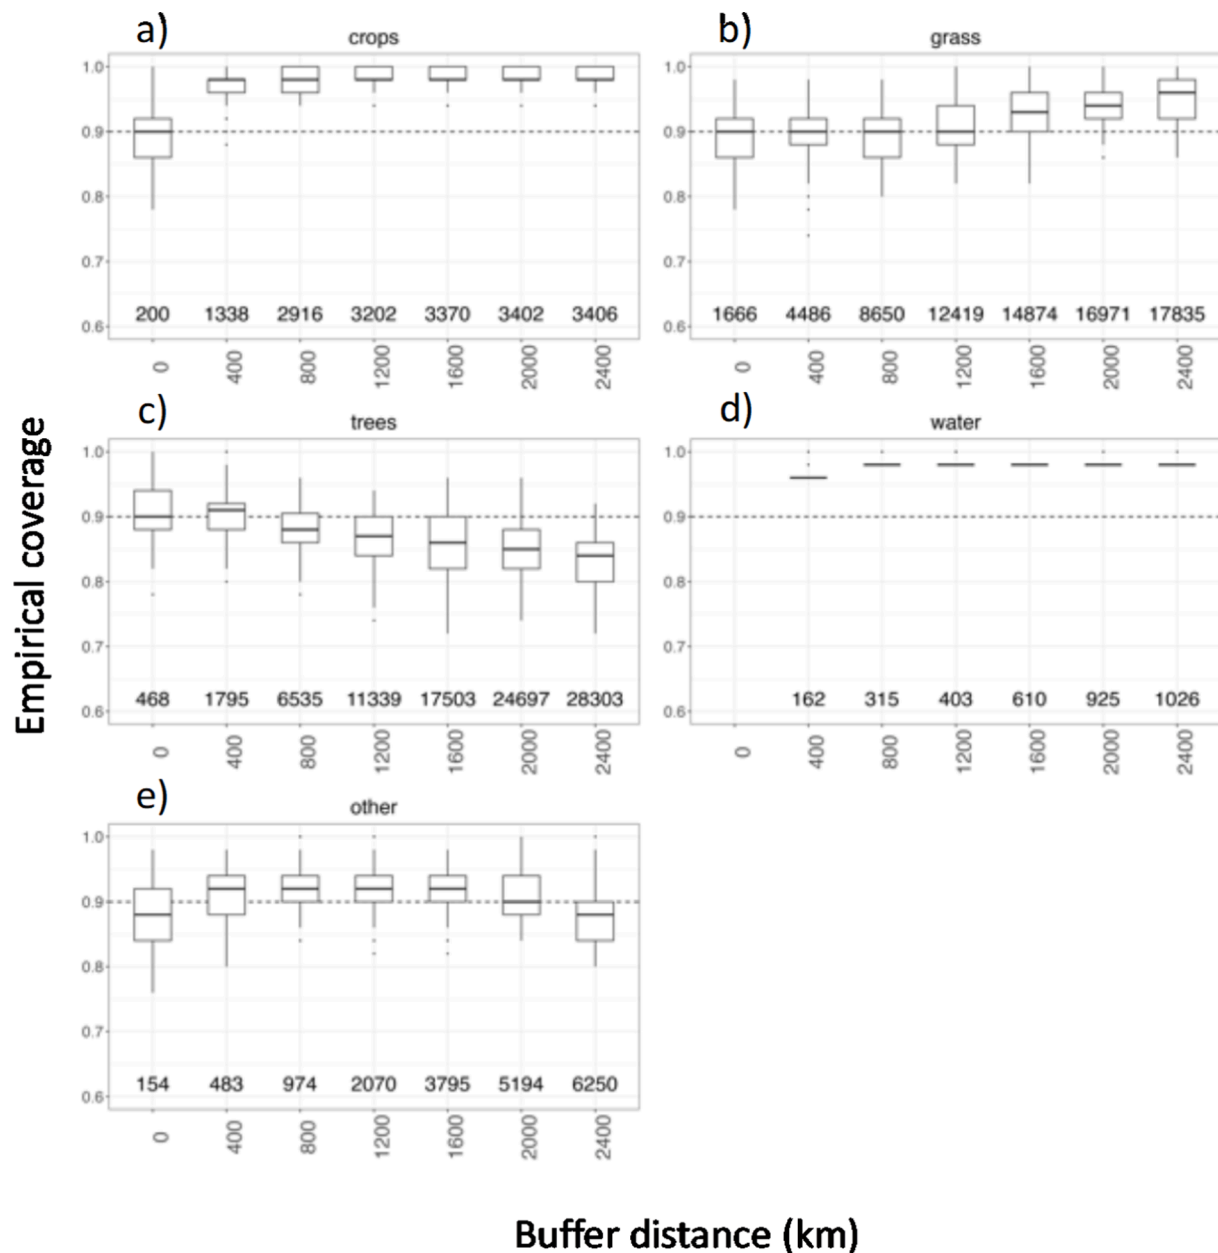 a)
crops
1.0
0.9
0.8
0.7
0.6
200 1338 2916 3202 3370 3402 3406
0 400 800 1200 1600 2000 2400
b)
grass
1.0
0.9
0.8
0.7
0.6
1666 4486 8650 12419 14874 16971 17835
0 400 800 1200 1600 2000 2400
c)
trees
1.0
0.9
0.8
0.7
0.6
468 1795 6535 11339 17503 24697 28303
0 400 800 1200 1600 2000 2400
d)
water
1.0
0.9
0.8
0.7
0.6
162 315 403 610 925 1026
0 400 800 1200 1600 2000 2400
e)
other
1.0
0.9
0.8
0.7
0.6
154 483 974 2070 3795 5194 6250
0 400 800 1200 1600 2000 2400
Empirical coverage
Buffer distance (km)